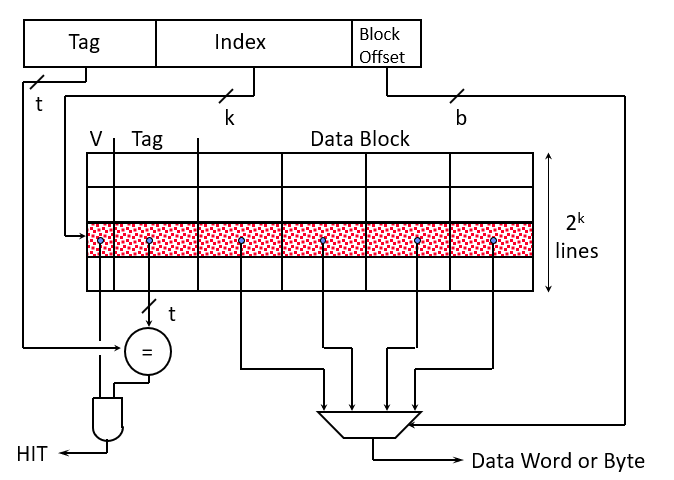 Tag
Index
Block
Offset
t
k
b
V
Tag
Data Block
2ᵏ
lines
t
=
HIT
Data Word or Byte